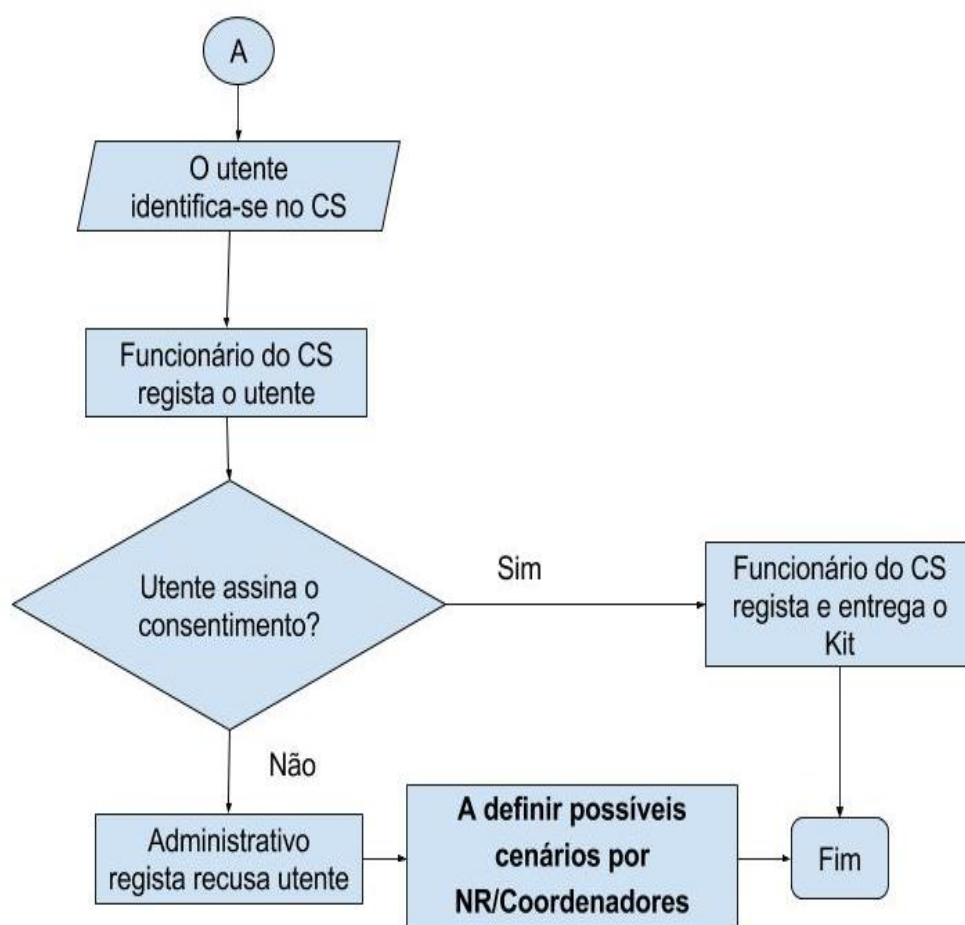 A
O utente
identifica-se no CS
Funcionário do CS
regista o utente
Utente assina o
consentimento?
Sim
Funcionário do CS
regista e entrega o
Kit
Não
Administrativo
regista recusa utente
A definir possíveis
cenários por
NR/Coordenadores
Fim